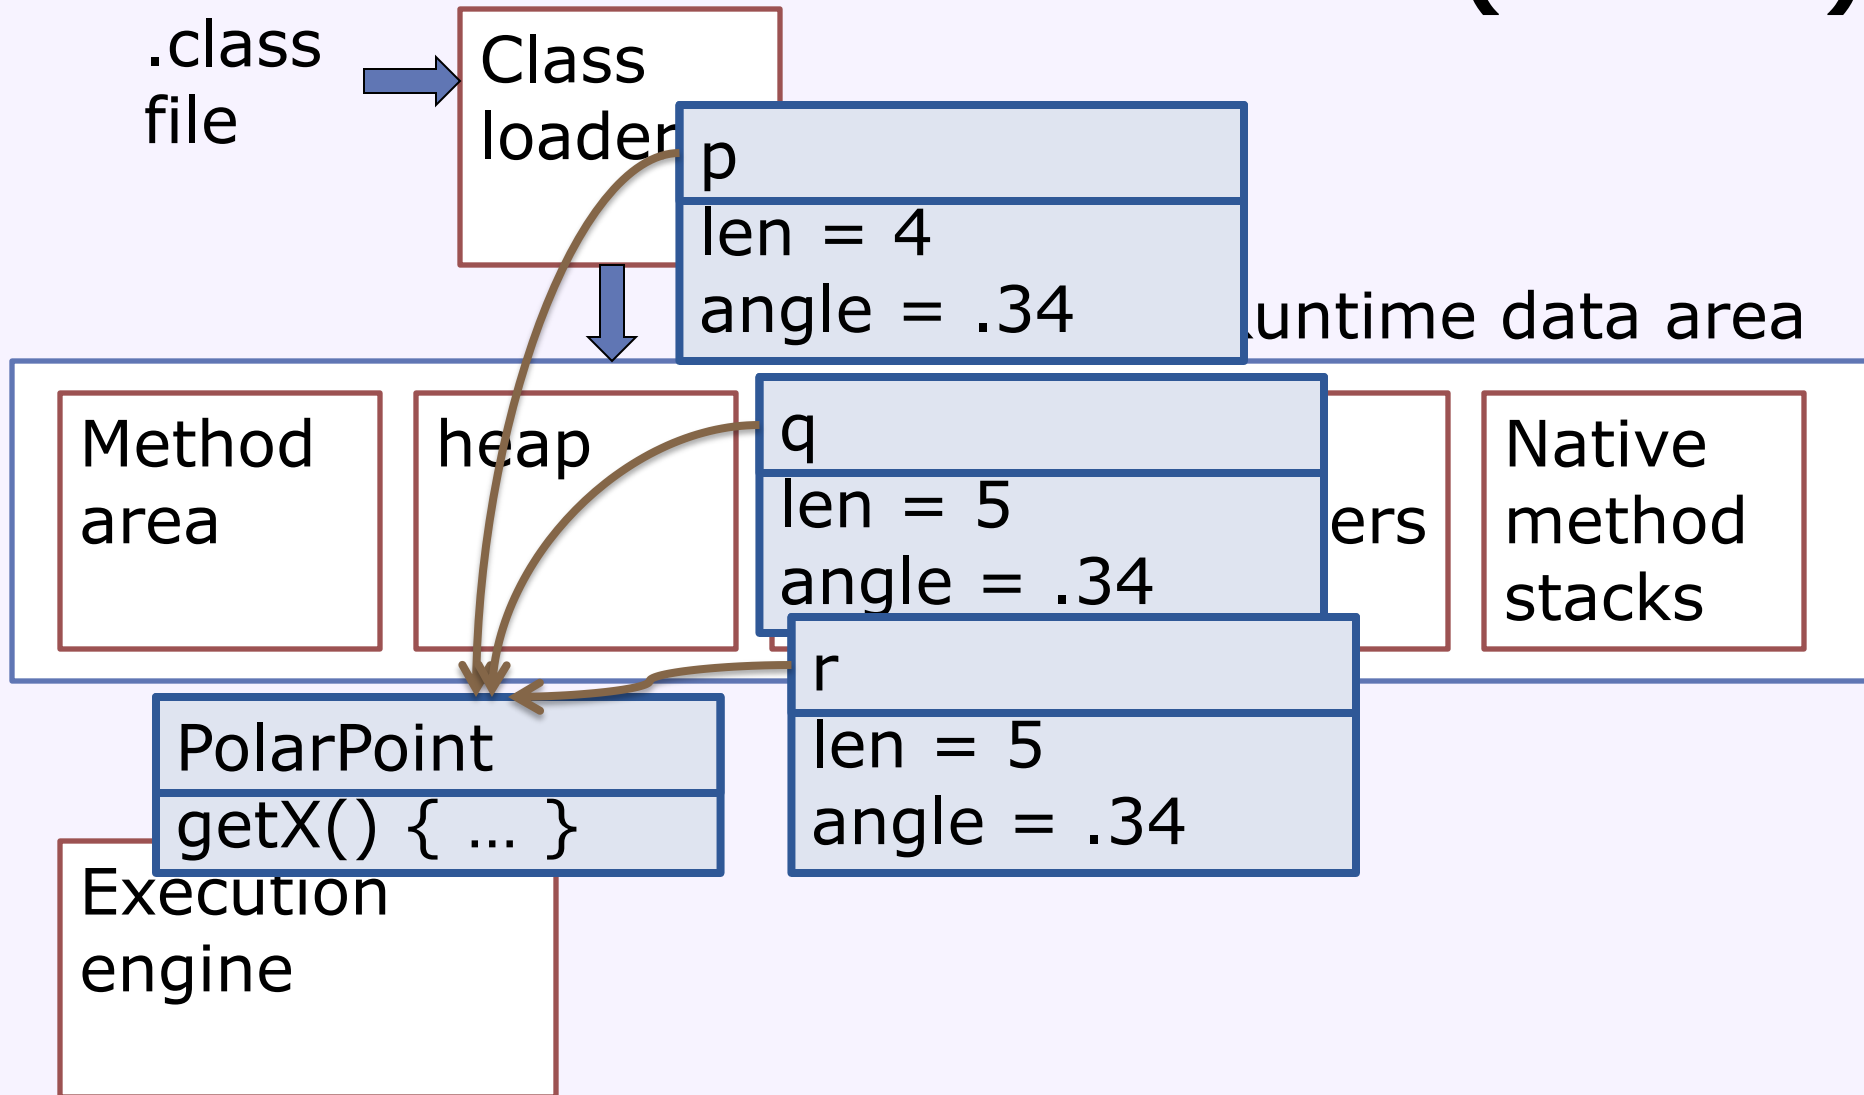 .class
file
Class
loader
p
len = 4
angle = .34
untime data area
Method
area
heap
q
len = 5
angle = .34
ers
Native
method
stacks
r
len = 5
angle = .34
PolarPoint
getX() { … }
Execution
engine